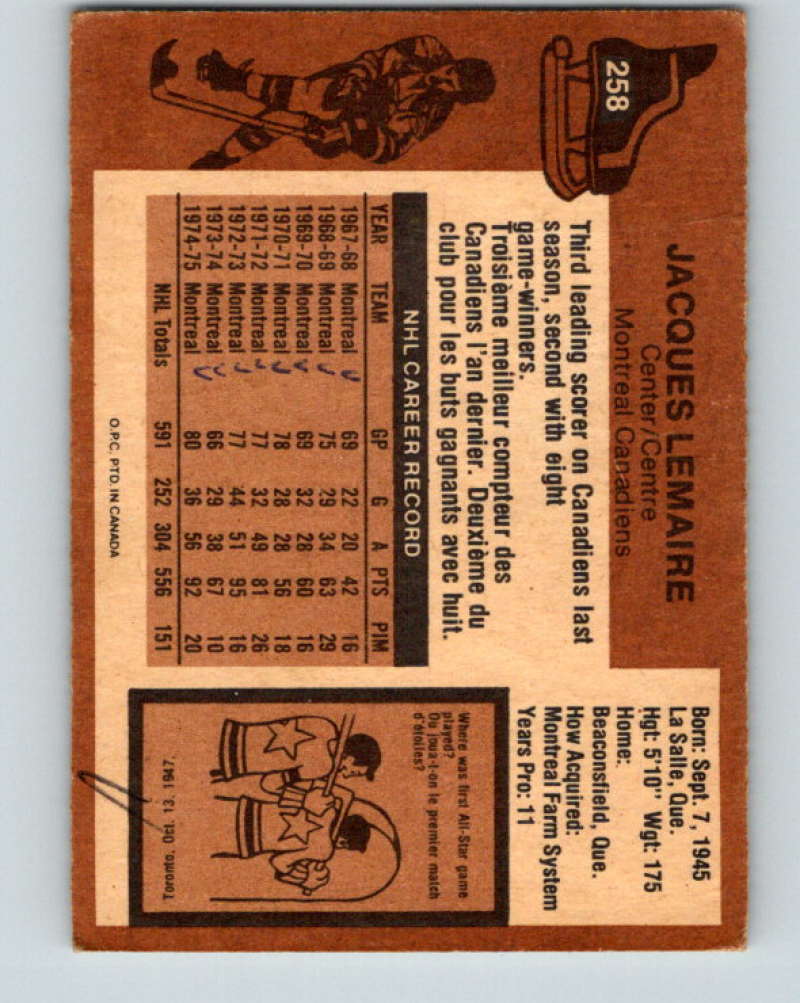 258
JACQUES LEMAIRE
Center/Centre
Montreal Canadiens
Born: Sept. 7, 1945
La Salle, Que.
Hgt: 5'10" Wgt: 175
Home:
Beaconsfield, Que.
How Acquired:
Montreal Farm System
Years Pro: 11
Third leading scorer on Canadiens last
season, second with eight
game-winners.
Troisième meilleur compteur des
Canadiens l'an dernier. Deuxième du
club pour les buts gagnants avec huit.
NHL CAREER RECORD
YEAR TEAM GP G A PTS PIM
1967-68 Montreal 69 22 20 42 16
1968-69 Montreal 75 29 34 63 29
1969-70 Montreal 69 32 28 60 16
1970-71 Montreal 78 28 28 56 18
1971-72 Montreal 77 32 49 81 26
1972-73 Montreal 77 44 51 95 16
1973-74 Montreal 66 29 38 67 10
1974-75 Montreal 80 36 56 92 20
NHL Totals 591 252 304 556 151
O.P.C. PTD. IN CANADA
Where was first All-Star game
played?
Où joua-t-on le premier match
d'étoiles?
Toronto, Oct. 13, 1947.